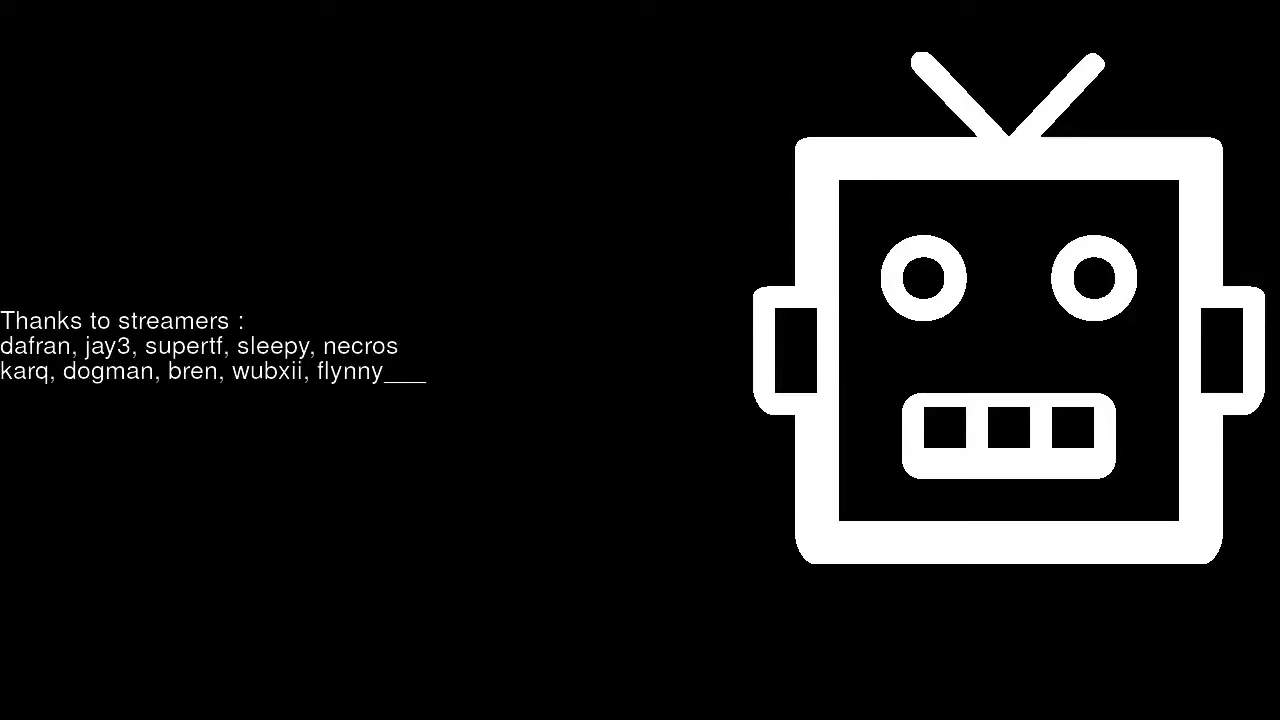 Thanks to streamers :
dafran, jay3, supertf, sleepy, necros
karq, dogman, bren, wubxii, flynny___